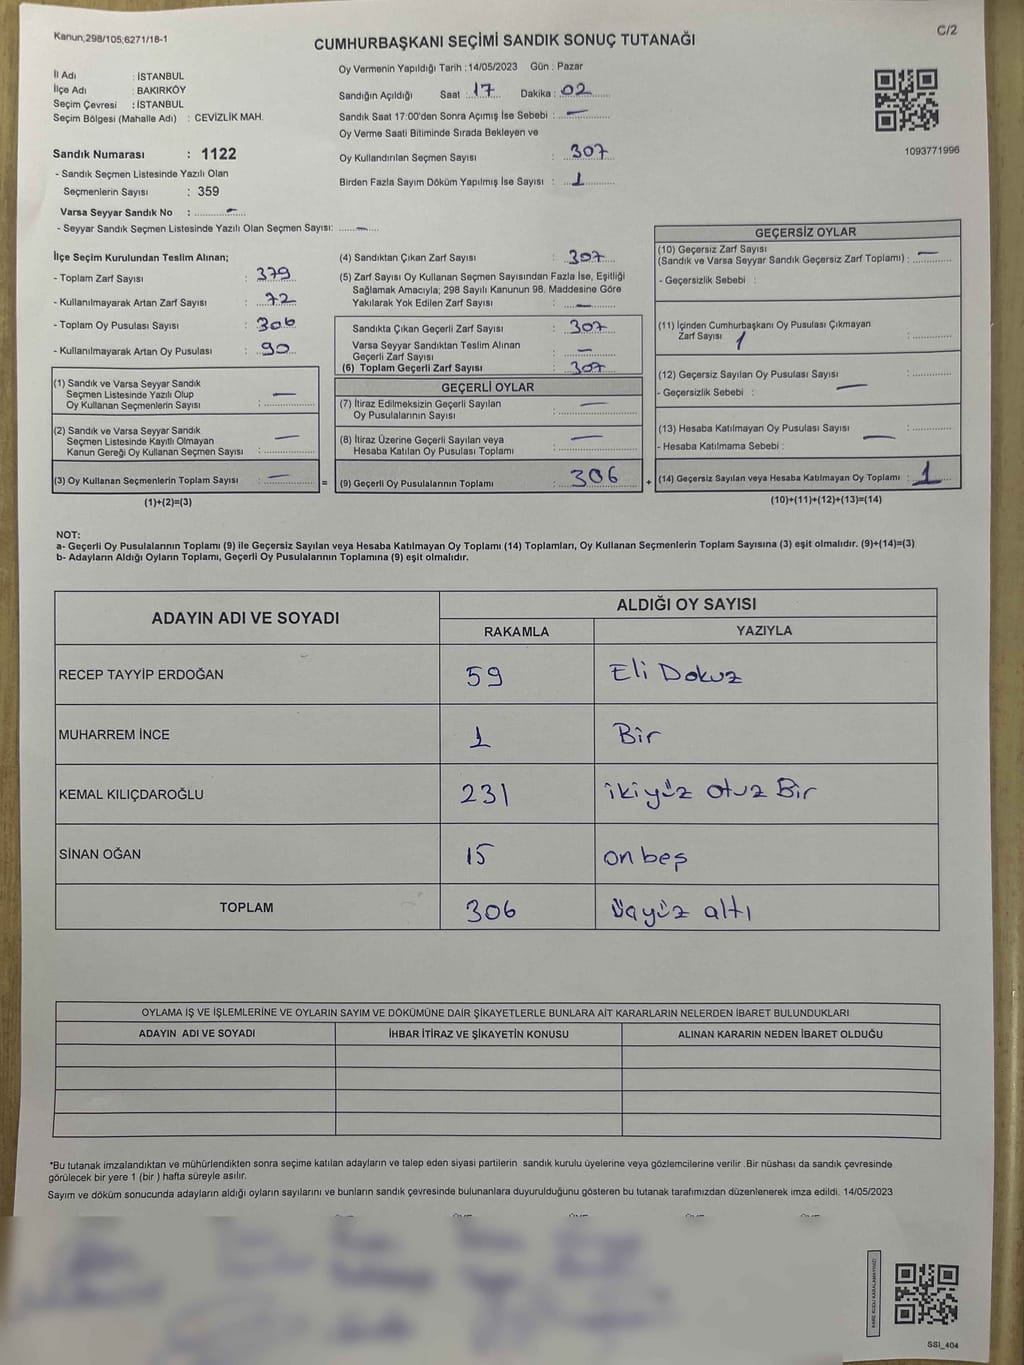 Kanun;298/105;6271/18-1
C/2
CUMHURBAŞKANI SEÇİMİ SANDIK SONUÇ TUTANAĞI
İl Adı : İSTANBUL
İlçe Adı : BAKIRKÖY
Seçim Çevresi : İSTANBUL
Seçim Bölgesi (Mahalle Adı) : CEVİZLİK MAH.
Sandık Numarası : 1122
- Sandık Seçmen Listesinde Yazılı Olan
Seçmenlerin Sayısı : 359
Varsa Seyyar Sandık No : —
- Seyyar Sandık Seçmen Listesinde Yazılı Olan Seçmen Sayısı: —
Oy Vermenin Yapıldığı Tarih : 14/05/2023 Gün : Pazar
Sandığın Açıldığı Saat : 17 Dakika : 02
Sandık Saat 17:00'den Sonra Açımış İse Sebebi : —
Oy Verme Saati Bitiminde Sırada Bekleyen ve
Oy Kullandırılan Seçmen Sayısı : 307
Birden Fazla Sayım Döküm Yapılmış İse Sayısı : 1
1093771996
İlçe Seçim Kurulundan Teslim Alınan;
- Toplam Zarf Sayısı : 379
- Kullanılmayarak Artan Zarf Sayısı : 72
- Toplam Oy Pusulası Sayısı : 306
- Kullanılmayarak Artan Oy Pusulası : 90
(1) Sandık ve Varsa Seyyar Sandık
Seçmen Listesinde Yazılı Olup
Oy Kullanan Seçmenlerin Sayısı : —
(2) Sandık ve Varsa Seyyar Sandık
Seçmen Listesinde Kayıtlı Olmayan
Kanun Gereği Oy Kullanan Seçmen Sayısı : —
(3) Oy Kullanan Seçmenlerin Toplam Sayısı : — =
(1)+(2)=(3)
(4) Sandıktan Çıkan Zarf Sayısı : 307
(5) Zarf Sayısı Oy Kullanan Seçmen Sayısından Fazla İse, Eşitliği
Sağlamak Amacıyla; 298 Sayılı Kanunun 98. Maddesine Göre
Yakılarak Yok Edilen Zarf Sayısı : —
Sandıkta Çıkan Geçerli Zarf Sayısı : 307
Varsa Seyyar Sandıktan Teslim Alınan
Geçerli Zarf Sayısı : —
(6) Toplam Geçerli Zarf Sayısı : 307
GEÇERLİ OYLAR
(7) İtiraz Edilmeksizin Geçerli Sayılan
Oy Pusulalarının Sayısı : —
(8) İtiraz Üzerine Geçerli Sayılan veya
Hesaba Katılan Oy Pusulası Toplamı : —
(9) Geçerli Oy Pusulalarının Toplamı : 306 +
GEÇERSİZ OYLAR
(10) Geçersiz Zarf Sayısı
(Sandık ve Varsa Seyyar Sandık Geçersiz Zarf Toplamı) : —
- Geçersizlik Sebebi :
(11) İçinden Cumhurbaşkanı Oy Pusulası Çıkmayan
Zarf Sayısı 1 :
(12) Geçersiz Sayılan Oy Pusulası Sayısı :
- Geçersizlik Sebebi : —
(13) Hesaba Katılmayan Oy Pusulası Sayısı : —
- Hesaba Katılmama Sebebi :
(14) Geçersiz Sayılan veya Hesaba Katılmayan Oy Toplamı : 1
(10)+(11)+(12)+(13)=(14)
NOT:
a- Geçerli Oy Pusulalarının Toplamı (9) ile Geçersiz Sayılan veya Hesaba Katılmayan Oy Toplamı (14) Toplamları, Oy Kullanan Seçmenlerin Toplam Sayısına (3) eşit olmalıdır. (9)+(14)=(3)
b- Adayların Aldığı Oyların Toplamı, Geçerli Oy Pusulalarının Toplamına (9) eşit olmalıdır.
ADAYIN ADI VE SOYADI ALDIĞI OY SAYISI
RAKAMLA YAZIYLA
RECEP TAYYİP ERDOĞAN 59 Eli Dokuz
MUHARREM İNCE 1 Bir
KEMAL KILIÇDAROĞLU 231 ikiyüz otuz Bir
SİNAN OĞAN 15 on beş
TOPLAM 306 üçyüz altı
OYLAMA İŞ VE İŞLEMLERİNE VE OYLARIN SAYIM VE DÖKÜMÜNE DAİR ŞİKAYETLERLE BUNLARA AİT KARARLARIN NELERDEN İBARET BULUNDUKLARI
ADAYIN ADI VE SOYADI İHBAR İTİRAZ VE ŞİKAYETİN KONUSU ALINAN KARARIN NEDEN İBARET OLDUĞU
*Bu tutanak imzalandıktan ve mühürlendikten sonra seçime katılan adayların ve talep eden siyasi partilerin sandık kurulu üyelerine veya gözlemcilerine verilir .Bir nüshası da sandık çevresinde
görülecek bir yere 1 (bir ) hafta süreyle asılır.
Sayım ve döküm sonucunda adayların aldığı oyların sayılarını ve bunların sandık çevresinde bulunanlara duyurulduğunu gösteren bu tutanak tarafımızdan düzenlenerek imza edildi. 14/05/2023
KARE KODU KARALAMAYINIZ!
SSI_404